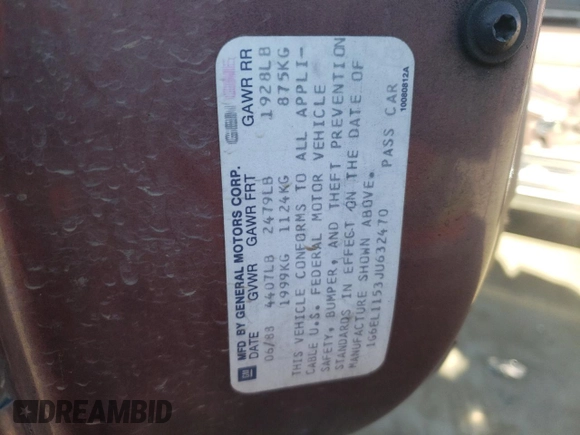 GM
MFD BY GENERAL MOTORS CORP.
DATE GVWR GAWR FRT GAWR RR
06/88 4407LB 2479LB 1928LB
1999KG 1124KG 875KG
THIS VEHICLE CONFORMS TO ALL APPLI-
CABLE U.S. FEDERAL MOTOR VEHICLE
SAFETY, BUMPER, AND THEFT PREVENTION
STANDARDS IN EFFECT ON THE DATE OF
MANUFACTURE SHOWN ABOVE.
1G6EL1153JU632470 PASS CAR
10080812A
DREAMBID